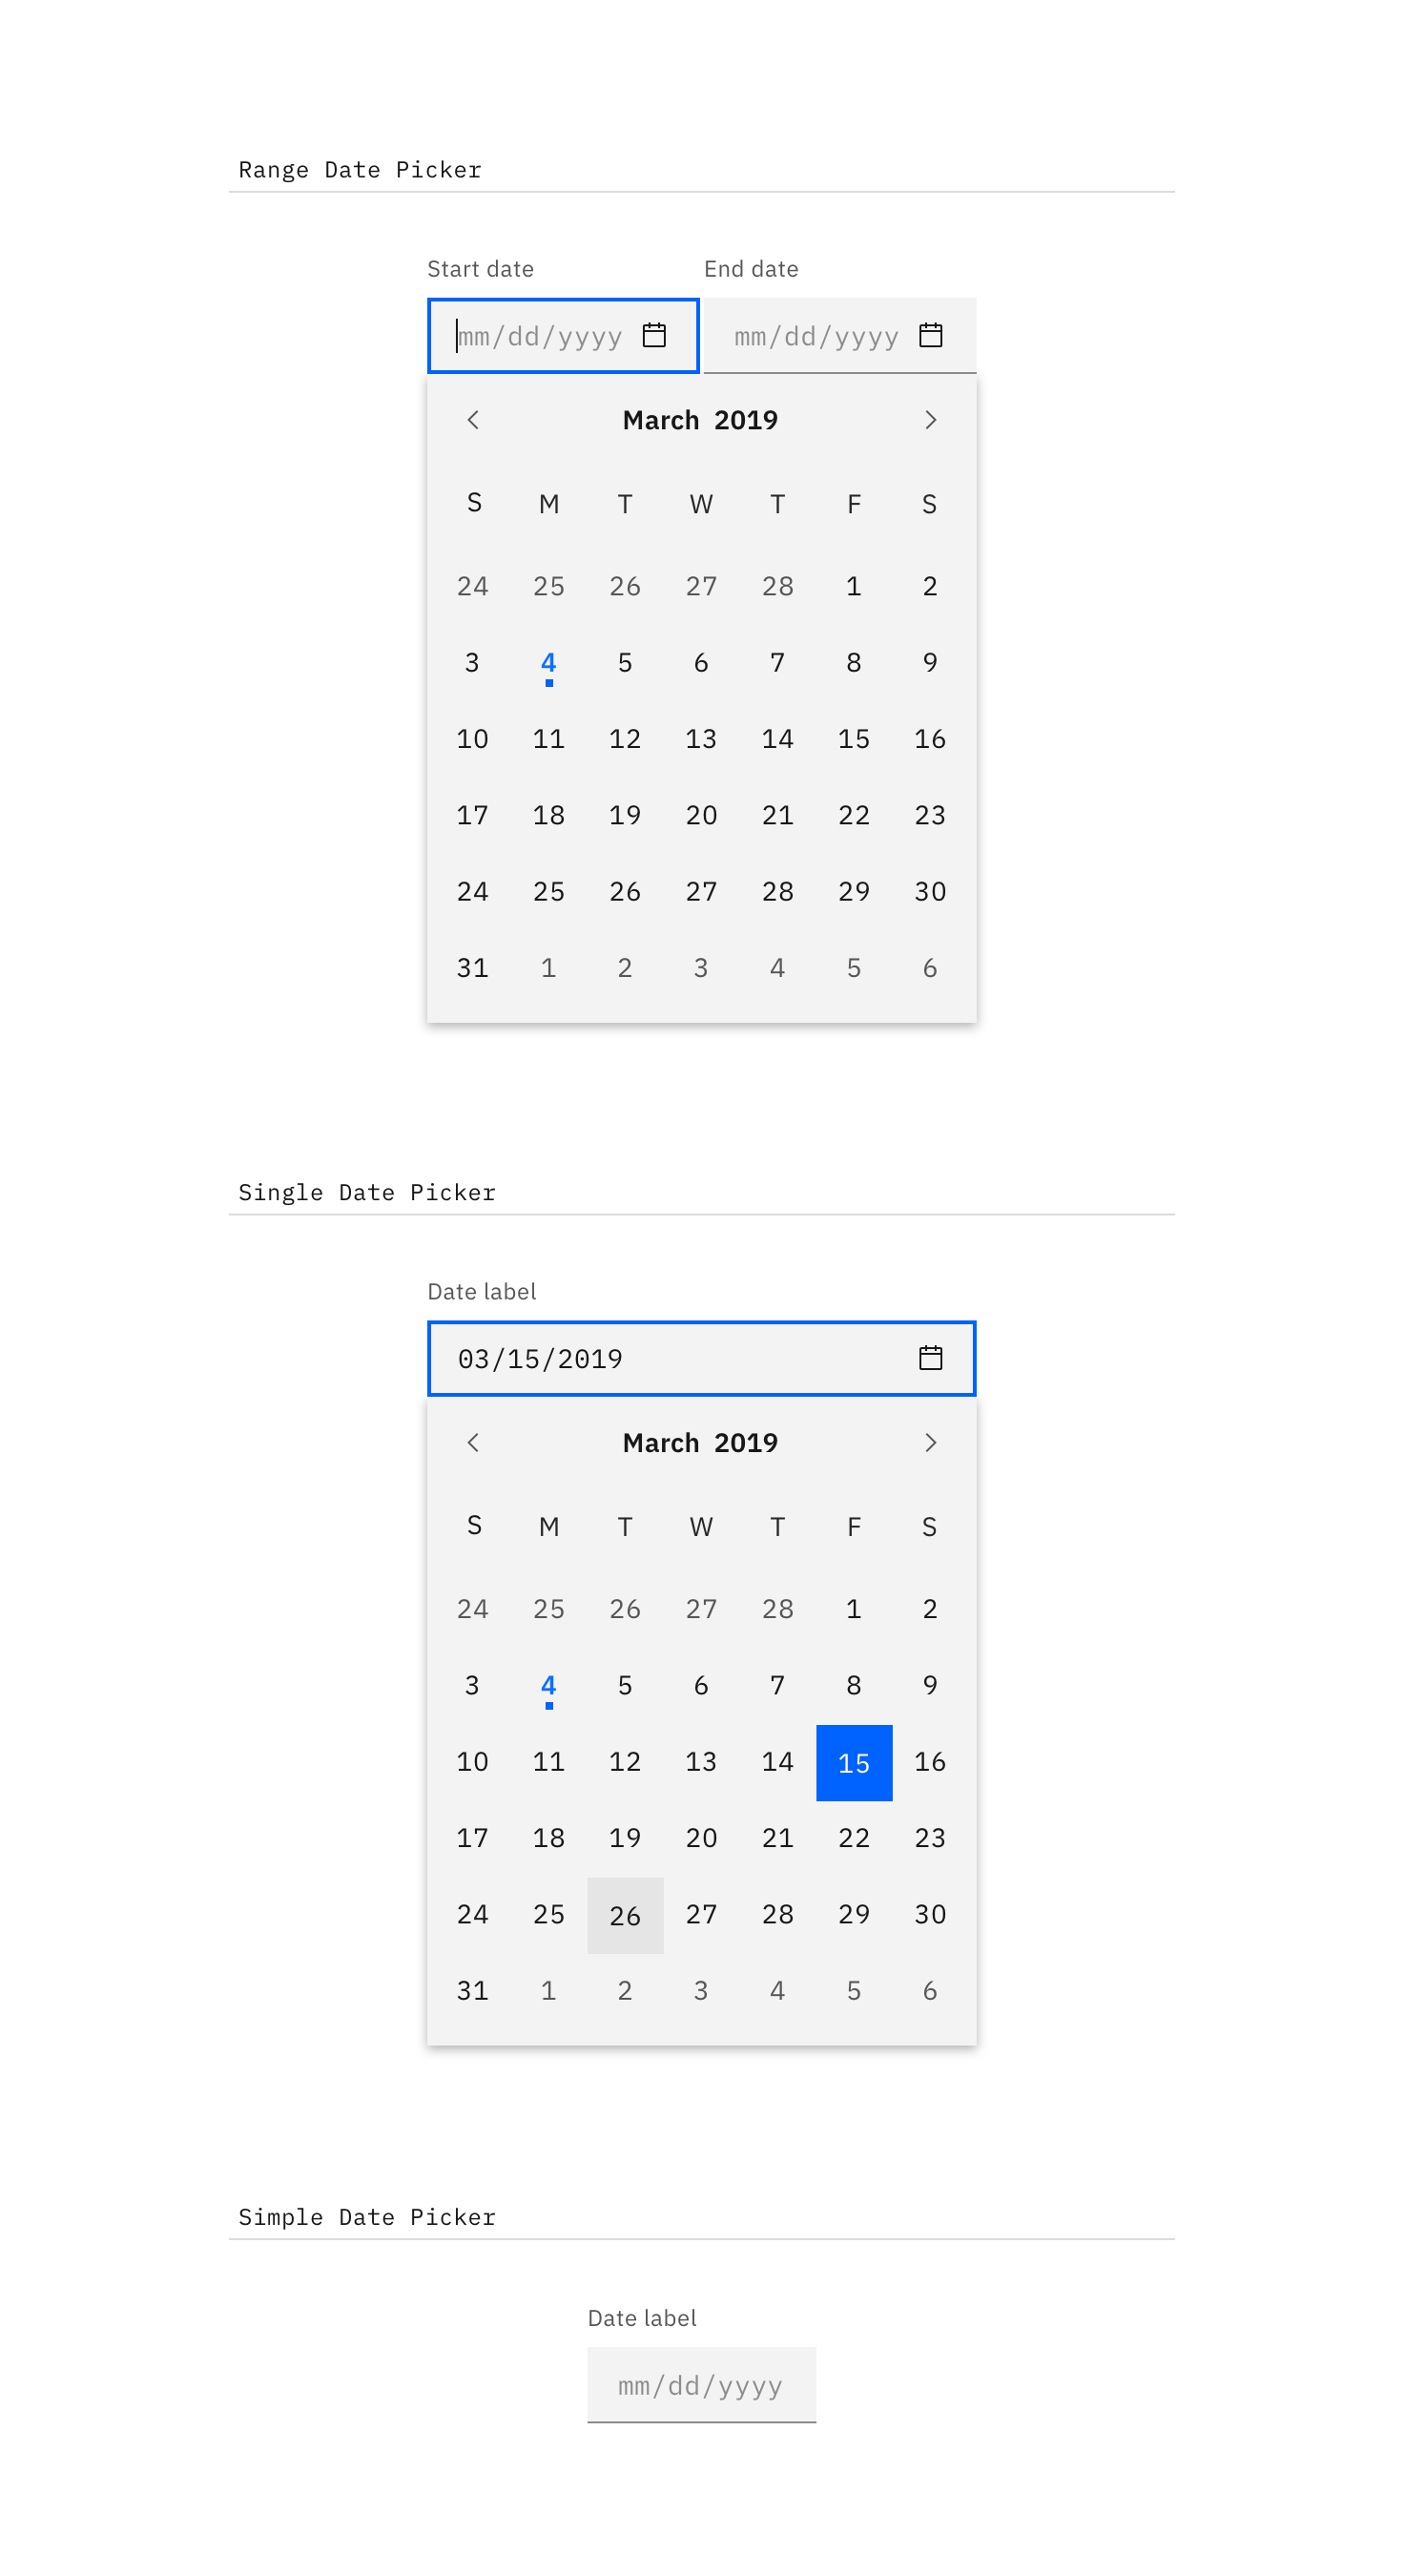 Range Date Picker
Start date End date
mm/dd/yyyy mm/dd/yyyy
March 2019
S M T W T F S
24 25 26 27 28 1 2
3 4 5 6 7 8 9
10 11 12 13 14 15 16
17 18 19 20 21 22 23
24 25 26 27 28 29 30
31 1 2 3 4 5 6
Single Date Picker
Date label
03/15/2019
March 2019
S M T W T F S
24 25 26 27 28 1 2
3 4 5 6 7 8 9
10 11 12 13 14 15 16
17 18 19 20 21 22 23
24 25 26 27 28 29 30
31 1 2 3 4 5 6
Simple Date Picker
Date label
mm/dd/yyyy